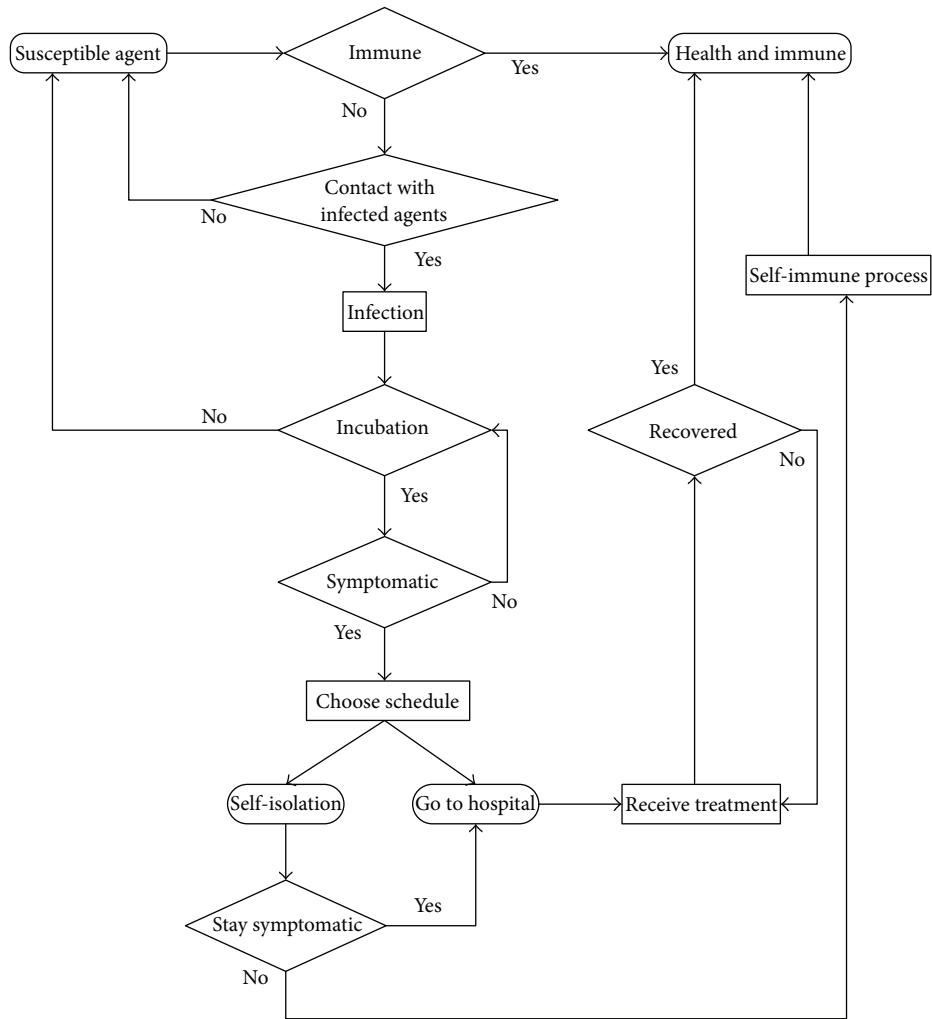 Susceptible agent
Immune
Health and immune
Yes
No
Contact with
infected agents
No
Yes
Self-immune process
Infection
Yes
No
Incubation
Recovered
No
Yes
Symptomatic
No
Yes
Choose schedule
Self-isolation
Go to hospital
Receive treatment
Stay symptomatic
Yes
No